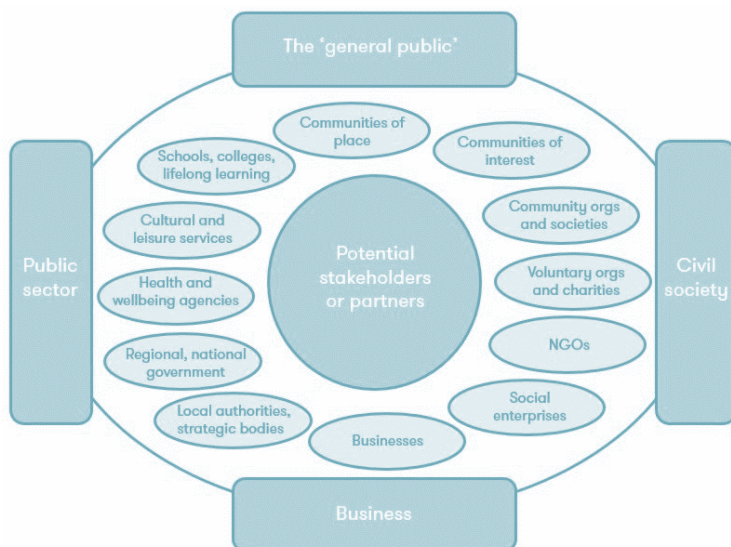 The ‘general public’
Communities of
place
Communities of
interest
Schools, colleges,
lifelong learning
Community orgs
and societies
Cultural and
leisure services
Public
sector
Potential
stakeholders
or partners
Civil
society
Health and
wellbeing agencies
Voluntary orgs
and charities
NGOs
Regional, national
government
Social
enterprises
Local authorities,
strategic bodies
Businesses
Business